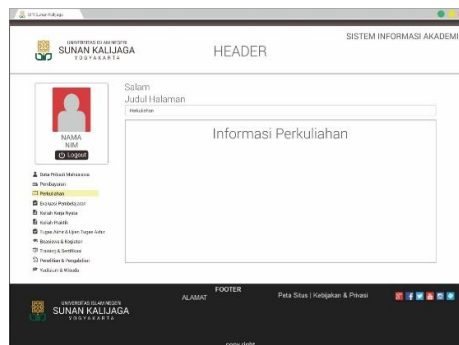 UIN Sunan Kalijaga
UNIVERSITAS ISLAM NEGERI
SUNAN KALIJAGA
YOGYAKARTA
HEADER
SISTEM INFORMASI AKADEMI
Salam
Judul Halaman
Perkuliahan
Informasi Perkuliahan
NAMA
NIM
Logout
Data Pribadi Mahasiswa
Pembayaran
Perkuliahan
Evaluasi Pembelajaran
Kuliah Kerja Nyata
Kuliah Praktik
Tugas Akhir & Ujian Tugas Akhir
Beasiswa & Kegiatan
Training & Sertifikasi
Penelitian & Pengabdian
Yudisium & Wisuda
UNIVERSITAS ISLAM NEGERI
SUNAN KALIJAGA
YOGYAKARTA
FOOTER
ALAMAT
Peta Situs | Kebijakan & Privasi
copy right